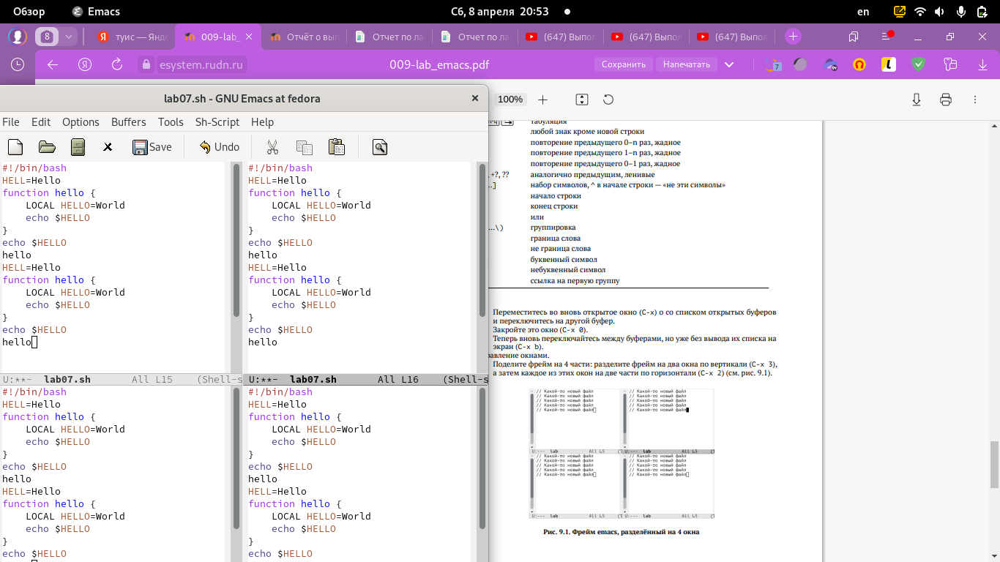 Обзор
Emacs
Сб, 8 апреля 20:53
en
8
туис — Янд
009-lab_
Отчёт о вып
Отчет по ла
Отчет по ла
(647) Выпол
(647) Выпол
(647) Выпол
esystem.rudn.ru
009-lab_emacs.pdf
Сохранить
Напечатать
7
lab07.sh - GNU Emacs at fedora
100%
File Edit Options Buffers Tools Sh-Script Help
Save
Undo
#!/bin/bash
HELL=Hello
function hello {
    LOCAL HELLO=World
    echo $HELLO
}
echo $HELLO
hello
HELL=Hello
function hello {
    LOCAL HELLO=World
    echo $HELLO
}
echo $HELLO
hello
U:**- lab07.sh All L15 (Shell-s
#!/bin/bash
HELL=Hello
function hello {
    LOCAL HELLO=World
    echo $HELLO
}
echo $HELLO
hello
HELL=Hello
function hello {
    LOCAL HELLO=World
    echo $HELLO
}
echo $HELLO
hello
U:**- lab07.sh All L16 (Shell-s
#!/bin/bash
HELL=Hello
function hello {
    LOCAL HELLO=World
    echo $HELLO
}
echo $HELLO
hello
HELL=Hello
function hello {
    LOCAL HELLO=World
    echo $HELLO
}
echo $HELLO
#!/bin/bash
HELL=Hello
function hello {
    LOCAL HELLO=World
    echo $HELLO
}
echo $HELLO
hello
HELL=Hello
function hello {
    LOCAL HELLO=World
    echo $HELLO
}
echo $HELLO
табуляция
любой знак кроме новой строки
повторение предыдущего 0–n раз, жадное
повторение предыдущего 1–n раз, жадное
повторение предыдущего 0–1 раз, жадное
, +?, ?? аналогично предыдущим, ленивые
…] набор символов, ^ в начале строки — «не эти символы»
начало строки
конец строки
или
…\) группировка
граница слова
не граница слова
буквенный символ
небуквенный символ
ссылка на первую группу
Переместитесь во вновь открытое окно (C-x) o со списком открытых буферов
и переключитесь на другой буфер.
Закройте это окно (C-x 0).
Теперь вновь переключайтесь между буферами, но уже без вывода их списка на
экран (C-x b).
авление окнами.
Поделите фрейм на 4 части: разделите фрейм на два окна по вертикали (C-x 3),
а затем каждое из этих окон на две части по горизонтали (C-x 2) (см. рис. 9.1).
// Какой-то новый файл
// Какой-то новый файл
// Какой-то новый файл
// Какой-то новый файл
// Какой-то новый файл
U:--- lab All L5 (T
// Какой-то новый файл
// Какой-то новый файл
// Какой-то новый файл
// Какой-то новый файл
// Какой-то новый файл
U:--- lab All L5 (T
// Какой-то новый файл
// Какой-то новый файл
// Какой-то новый файл
// Какой-то новый файл
// Какой-то новый файл
U:--- lab All L5 (T
// Какой-то новый файл
// Какой-то новый файл
// Какой-то новый файл
// Какой-то новый файл
// Какой-то новый файл
U:--- lab All L5 (T
Рис. 9.1. Фрейм emacs, разделённый на 4 окна